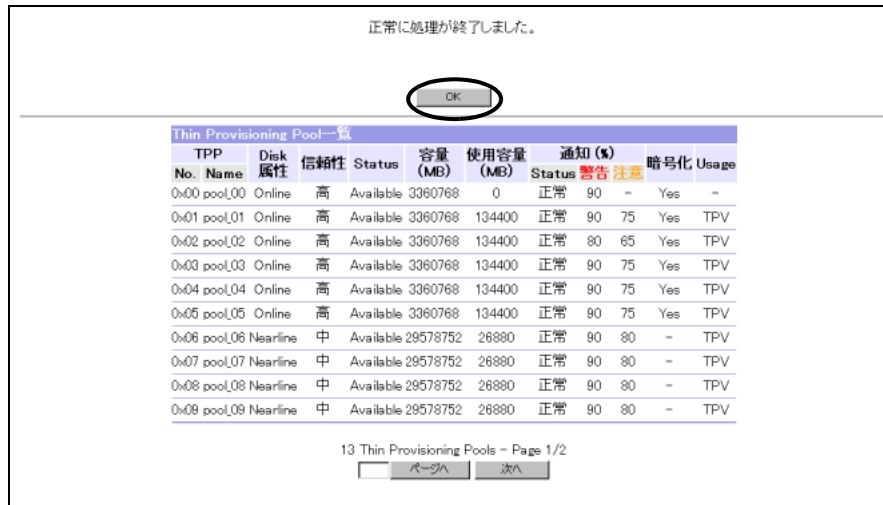 正常に処理が終了しました。
OK
Thin Provisioning Pool一覧
TPP Disk属性 信頼性 Status 容量(MB) 使用容量(MB) 通知(%) 暗号化 Usage
No. Name Status 警告 注意
0x00 pool_00 Online 高 Available 3360768 0 正常 90 - Yes -
0x01 pool_01 Online 高 Available 3360768 134400 正常 90 75 Yes TPV
0x02 pool_02 Online 高 Available 3360768 134400 正常 80 65 Yes TPV
0x03 pool_03 Online 高 Available 3360768 134400 正常 90 75 Yes TPV
0x04 pool_04 Online 高 Available 3360768 134400 正常 90 75 Yes TPV
0x05 pool_05 Online 高 Available 3360768 134400 正常 90 75 Yes TPV
0x06 pool_06 Nearline 中 Available 29578752 26880 正常 90 80 - TPV
0x07 pool_07 Nearline 中 Available 29578752 26880 正常 90 80 - TPV
0x08 pool_08 Nearline 中 Available 29578752 26880 正常 90 80 - TPV
0x09 pool_09 Nearline 中 Available 29578752 26880 正常 90 80 - TPV
13 Thin Provisioning Pools - Page 1/2
ページへ 次へ